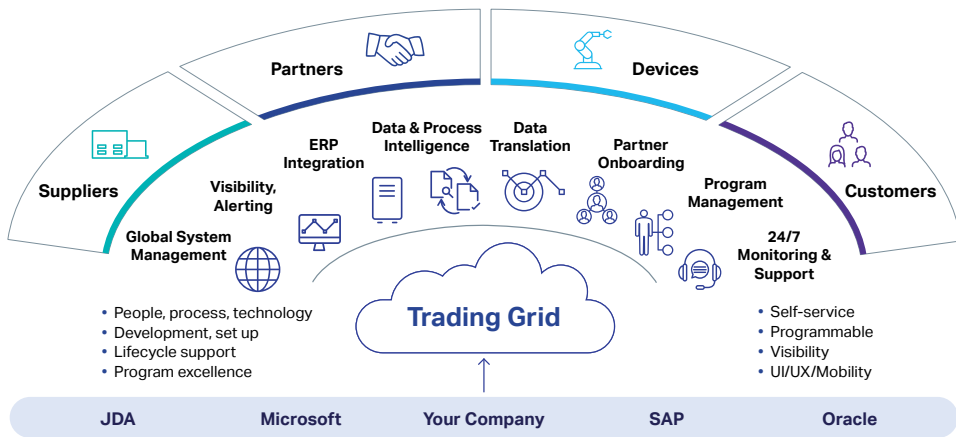 Partners
Devices
Suppliers
Customers
Global System
Management
Visibility,
Alerting
ERP
Integration
Data & Process
Intelligence
Data
Translation
Partner
Onboarding
Program
Management
24/7
Monitoring &
Support
• People, process, technology
• Development, set up
• Lifecycle support
• Program excellence
Trading Grid
• Self-service
• Programmable
• Visibility
• UI/UX/Mobility
JDA
Microsoft
Your Company
SAP
Oracle